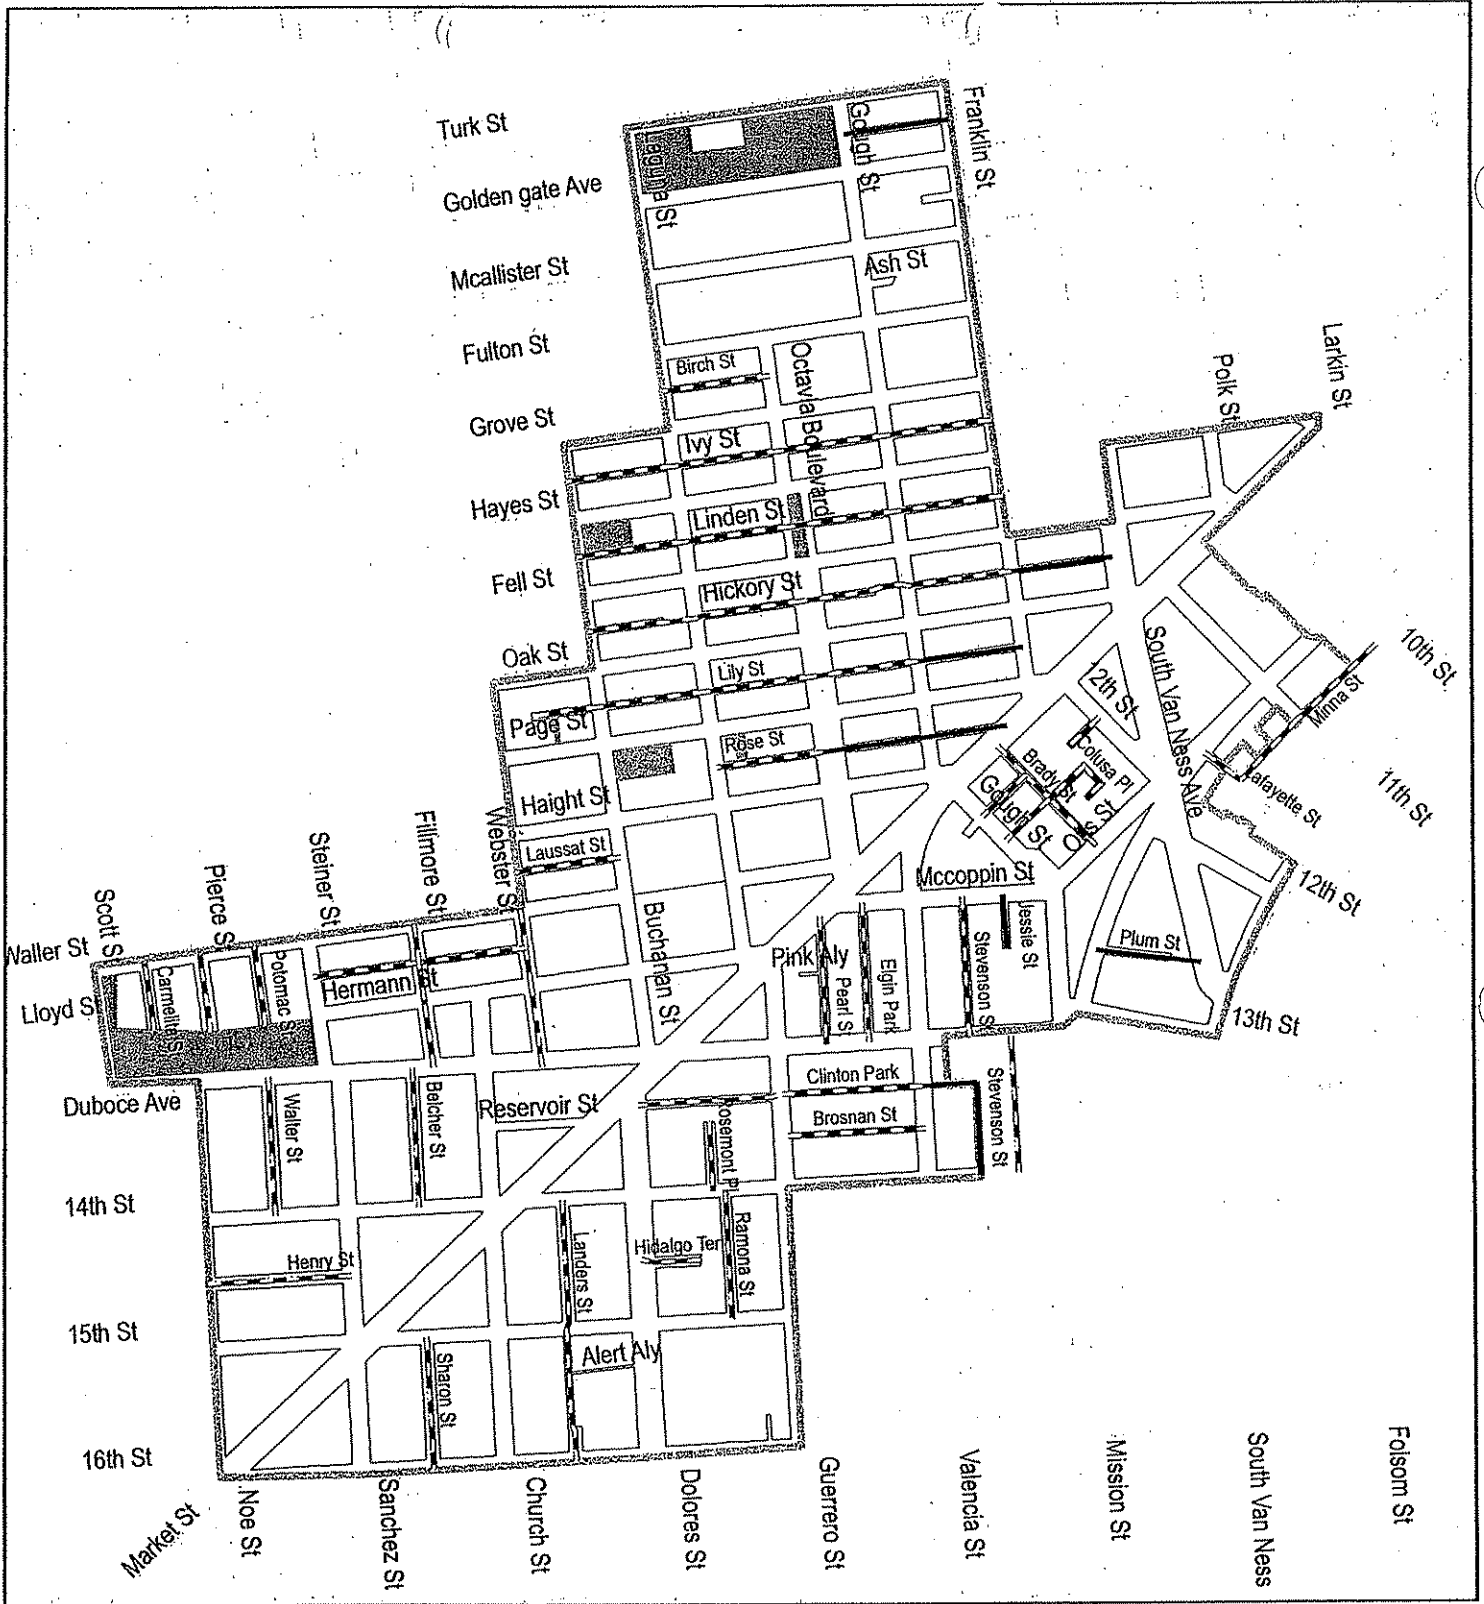 Turk St
Golden gate Ave
Mcallister St
Fulton St
Grove St
Hayes St
Fell St
Oak St
Page St
Haight St
Laussat St
Laguna St
Gough St
Franklin St
Ash St
Birch St
Octavia Boulevard
Ivy St
Linden St
Hickory St
Lily St
Rose St
Polk St
Larkin St
10th St
11th St
12th St
13th St
12th St
South Van Ness Ave
Minna St
Lafayette St
Colusa Pl
Brady St
Gough St
Mccoppin St
Jessie St
Stevenson St
Plum St
Pink Aly
Pearl St
Elgin Park
Buchanan St
Webster St
Fillmore St
Steiner St
Pierce S
Scott S
Waller St
Lloyd S
Carmelita S
Potomac S
Hermann St
Duboce Ave
Walter St
Belcher St
Reservoir St
Rosemont Pl
Clinton Park
Brosnan St
Stevenson St
14th St
Henry St
Landers St
Hidalgo Ter
Ramona St
15th St
Sharon St
Alert Aly
16th St
Market St
Noe St
Sanchez St
Church St
Dolores St
Guerrero St
Valencia St
Mission St
South Van Ness
Folsom St